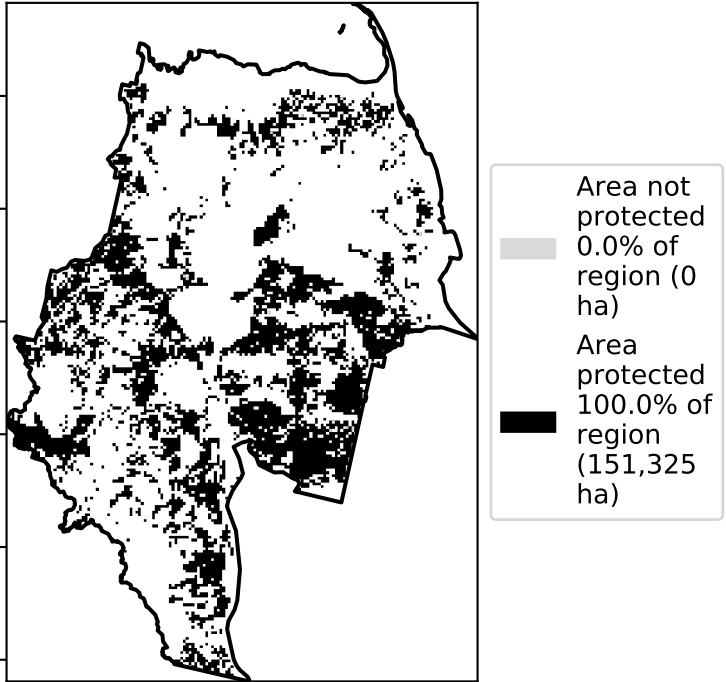 Area not
protected
0.0% of
region (0
ha)
Area
protected
100.0% of
region
(151,325
ha)